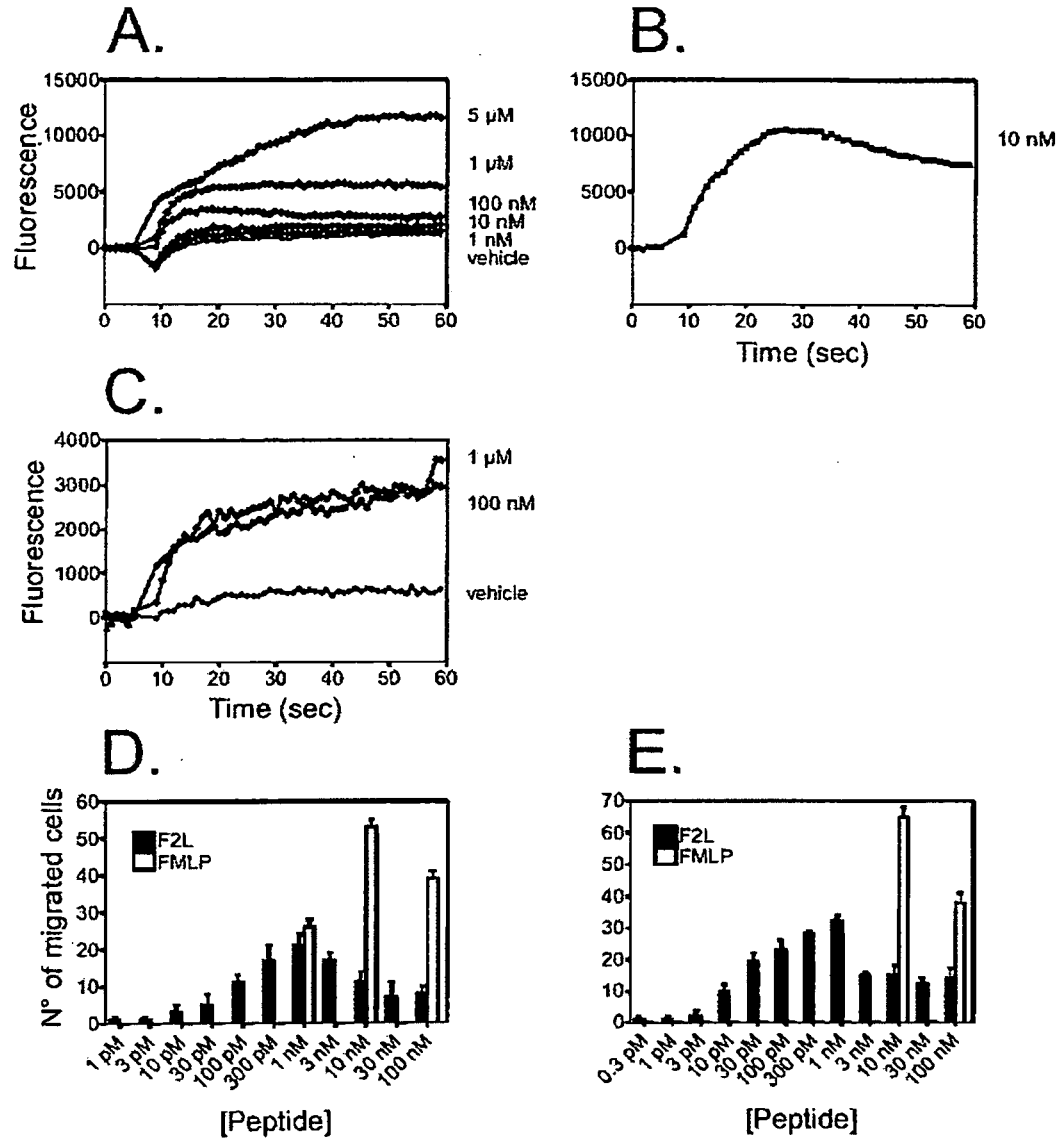 A.
15000
10000
5000
0
Fluorescence
0 10 20 30 40 50 60
5 µM
1 µM
100 nM
10 nM
1 nM
vehicle
B.
15000
10000
5000
0
0 10 20 30 40 50 60
Time (sec)
10 nM
C.
4000
3000
2000
1000
0
Fluorescence
0 10 20 30 40 50 60
Time (sec)
1 µM
100 nM
vehicle
D.
60
50
40
30
20
10
0
N° of migrated cells
F2L
FMLP
1 pM
3 pM
10 pM
30 pM
100 pM
300 pM
1 nM
3 nM
10 nM
30 nM
100 nM
[Peptide]
E.
70
60
50
40
30
20
10
0
F2L
FMLP
0.3 pM
1 pM
3 pM
10 pM
30 pM
100 pM
300 pM
1 nM
3 nM
10 nM
30 nM
100 nM
[Peptide]